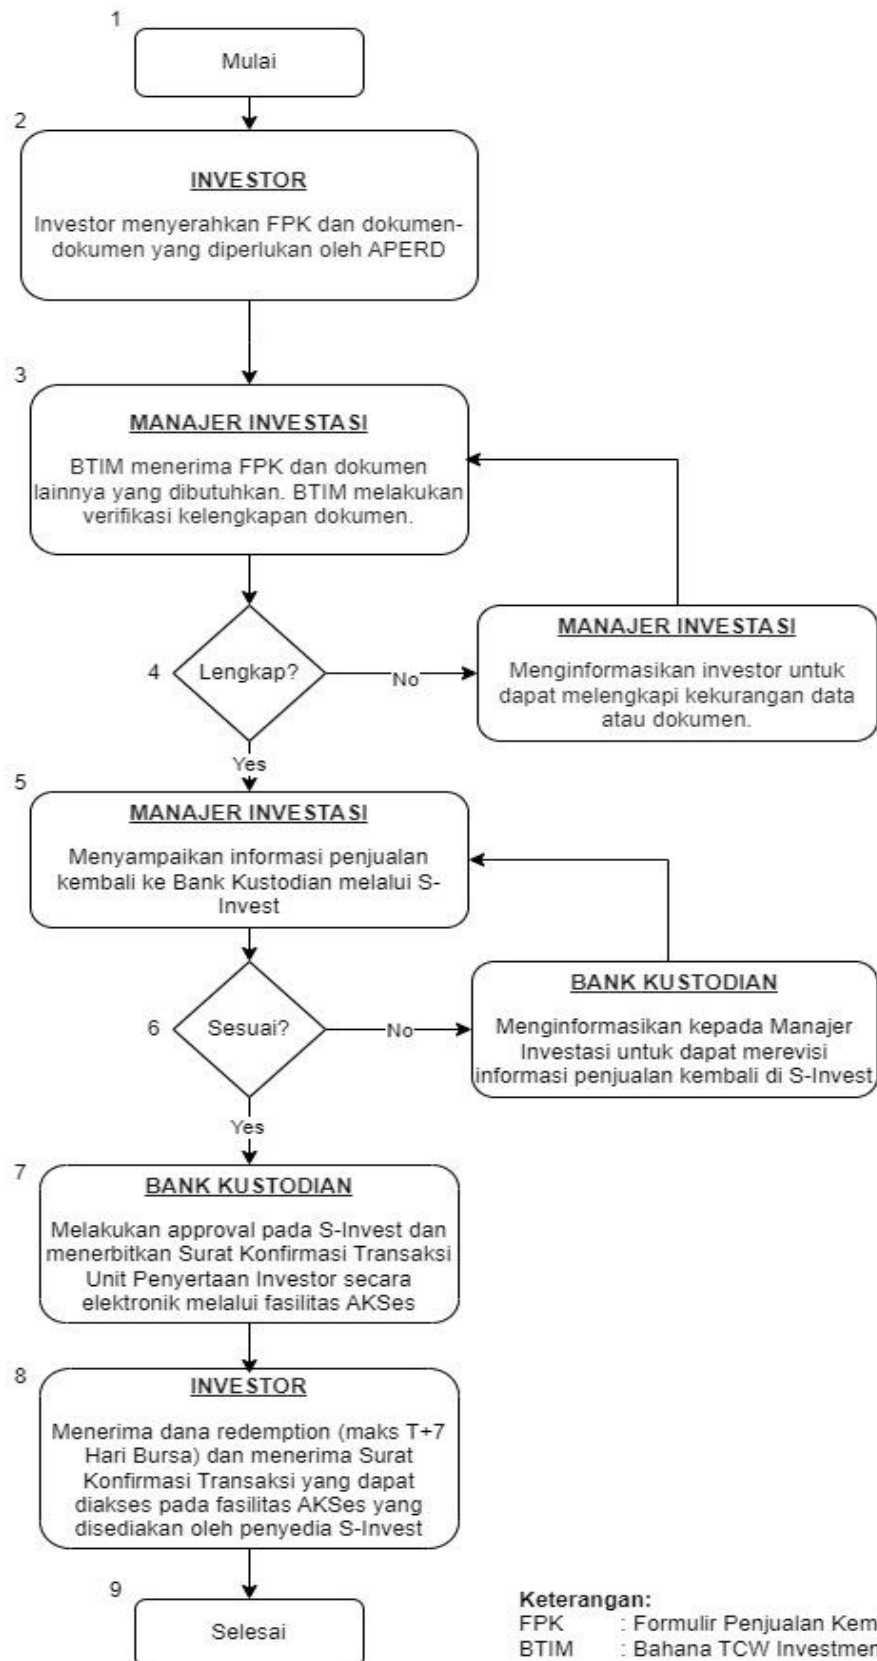 1
Mulai
2
INVESTOR
Investor menyerahkan FPK dan dokumen-
dokumen yang diperlukan oleh APERD
3
MANAJER INVESTASI
BTIM menerima FPK dan dokumen
lainnya yang dibutuhkan. BTIM melakukan
verifikasi kelengkapan dokumen.
4
Lengkap?
No
MANAJER INVESTASI
Menginformasikan investor untuk
dapat melengkapi kekurangan data
atau dokumen.
Yes
5
MANAJER INVESTASI
Menyampaikan informasi penjualan
kembali ke Bank Kustodian melalui S-
Invest
6
Sesuai?
No
BANK KUSTODIAN
Menginformasikan kepada Manajer
Investasi untuk dapat merevisi
informasi penjualan kembali di S-Invest
Yes
7
BANK KUSTODIAN
Melakukan approval pada S-Invest dan
menerbitkan Surat Konfirmasi Transaksi
Unit Penyertaan Investor secara
elektronik melalui fasilitas AKSes
8
INVESTOR
Menerima dana redemption (maks T+7
Hari Bursa) dan menerima Surat
Konfirmasi Transaksi yang dapat
diakses pada fasilitas AKSes yang
disediakan oleh penyedia S-Invest
9
Selesai
Keterangan:
FPK : Formulir Penjualan Kem
BTIM : Bahana TCW Investmen